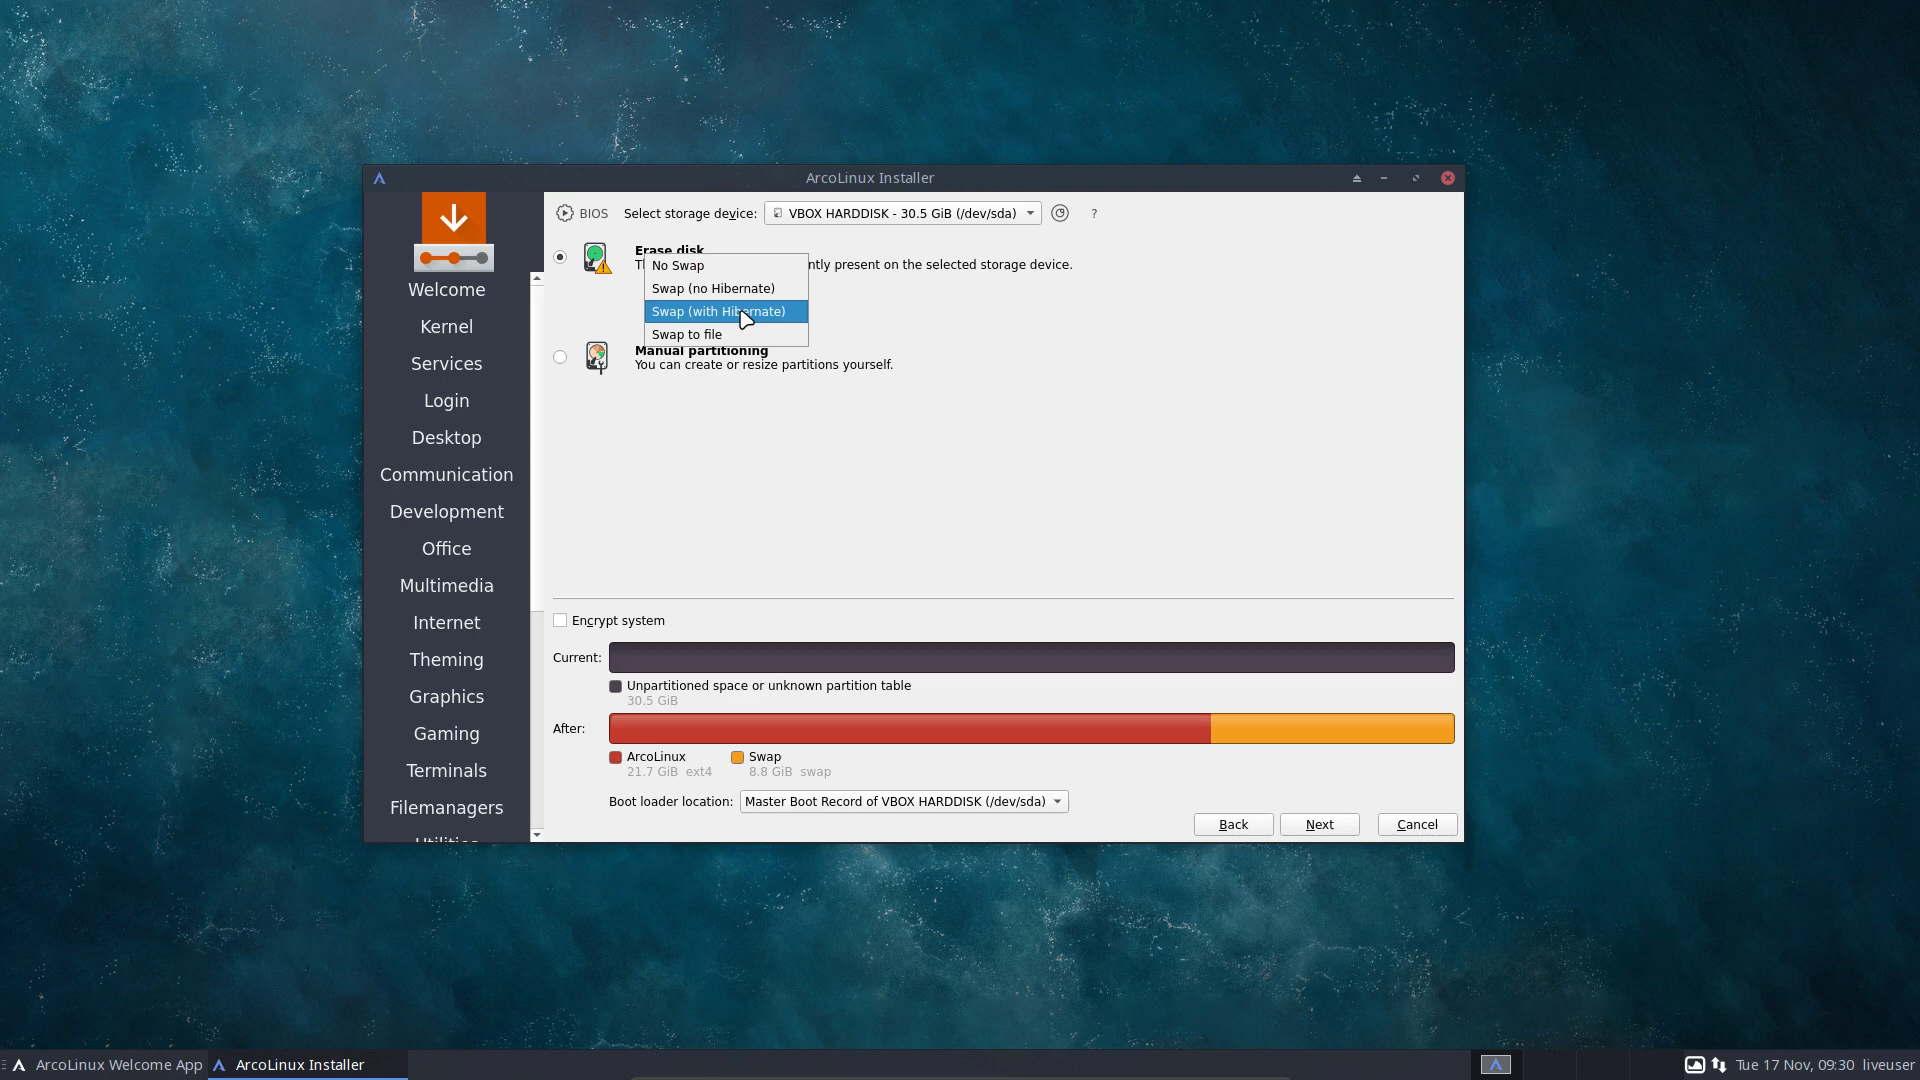 ArcoLinux Installer
BIOS Select storage device: VBOX HARDDISK - 30.5 GiB (/dev/sda) ?
Welcome
Kernel
Services
Login
Desktop
Communication
Development
Office
Multimedia
Internet
Theming
Graphics
Gaming
Terminals
Filemanagers
Utilities
Erase disk
ntly present on the selected storage device.
No Swap
Swap (no Hibernate)
Swap (with Hibernate)
Swap to file
Manual partitioning
You can create or resize partitions yourself.
Encrypt system
Current:
Unpartitioned space or unknown partition table
30.5 GiB
After:
ArcoLinux Swap
21.7 GiB ext4 8.8 GiB swap
Boot loader location: Master Boot Record of VBOX HARDDISK (/dev/sda)
Back Next Cancel
ArcoLinux Welcome App ArcoLinux Installer Tue 17 Nov, 09:30 liveuser